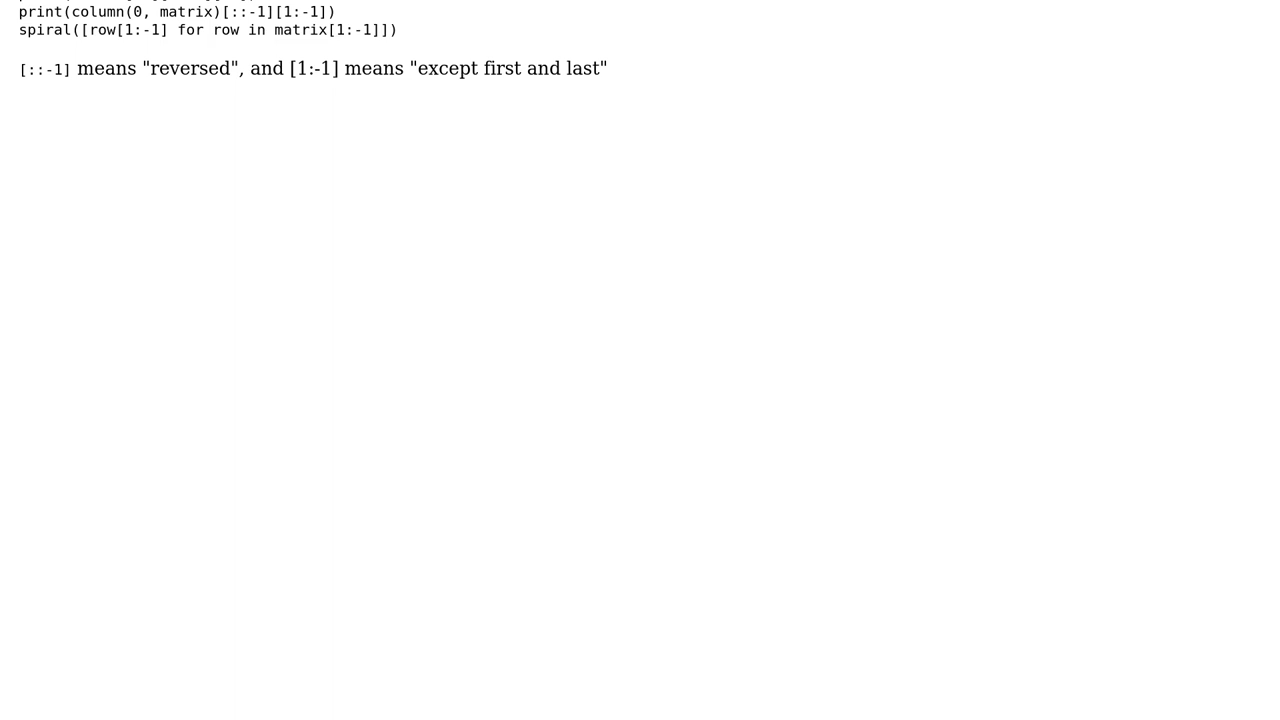 print(column(0, matrix)[::-1][1:-1])
spiral([row[1:-1] for row in matrix[1:-1]])
[::-1] means "reversed", and [1:-1] means "except first and last"